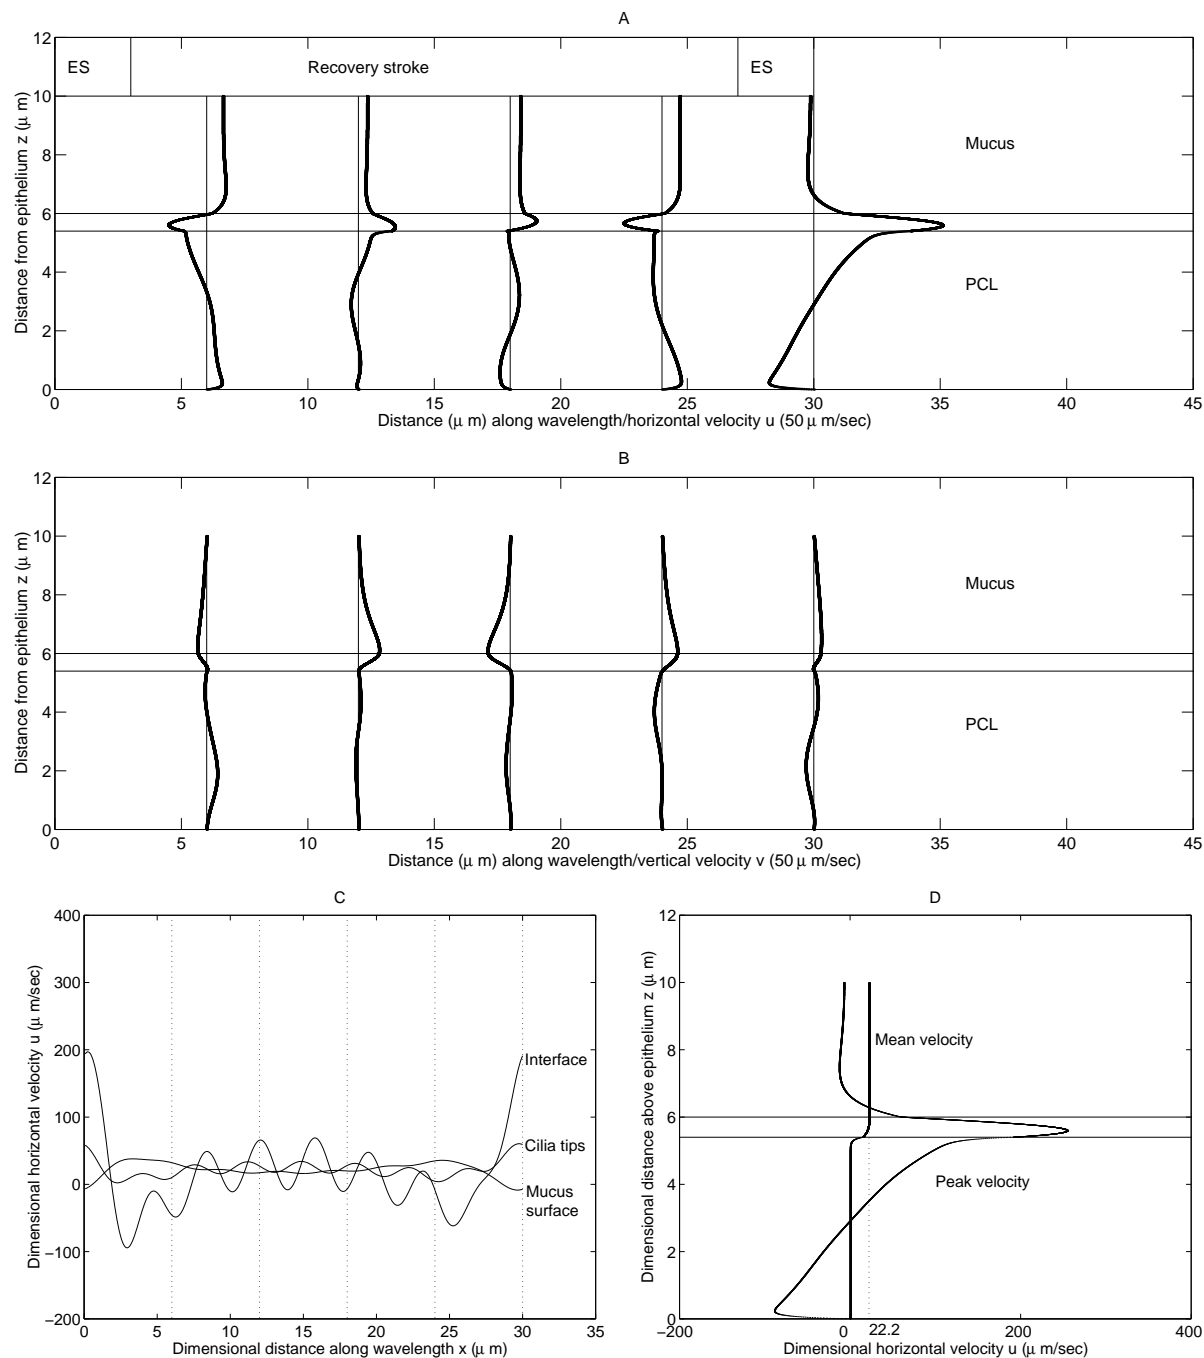 A
12
10
8
6
4
2
0
Distance from epithelium z (μ m)
ES
Recovery stroke
ES
Mucus
PCL
0 5 10 15 20 25 30 35 40 45
Distance (μ m) along wavelength/horizontal velocity u (50 μ m/sec)
B
12
10
8
6
4
2
0
Distance from epithelium z (μ m)
Mucus
PCL
0 5 10 15 20 25 30 35 40 45
Distance (μ m) along wavelength/vertical velocity v (50 μ m/sec)
C
400
300
200
100
0
−100
−200
Dimensional horizontal velocity u (μ m/sec)
Interface
Cilia tips
Mucus
surface
0 5 10 15 20 25 30 35
Dimensional distance along wavelength x (μ m)
D
12
10
8
6
4
2
0
Dimensional distance above epithelium z (μ m)
Mean velocity
Peak velocity
−200 0 22.2 200 400
Dimensional horizontal velocity u (μ m/sec)